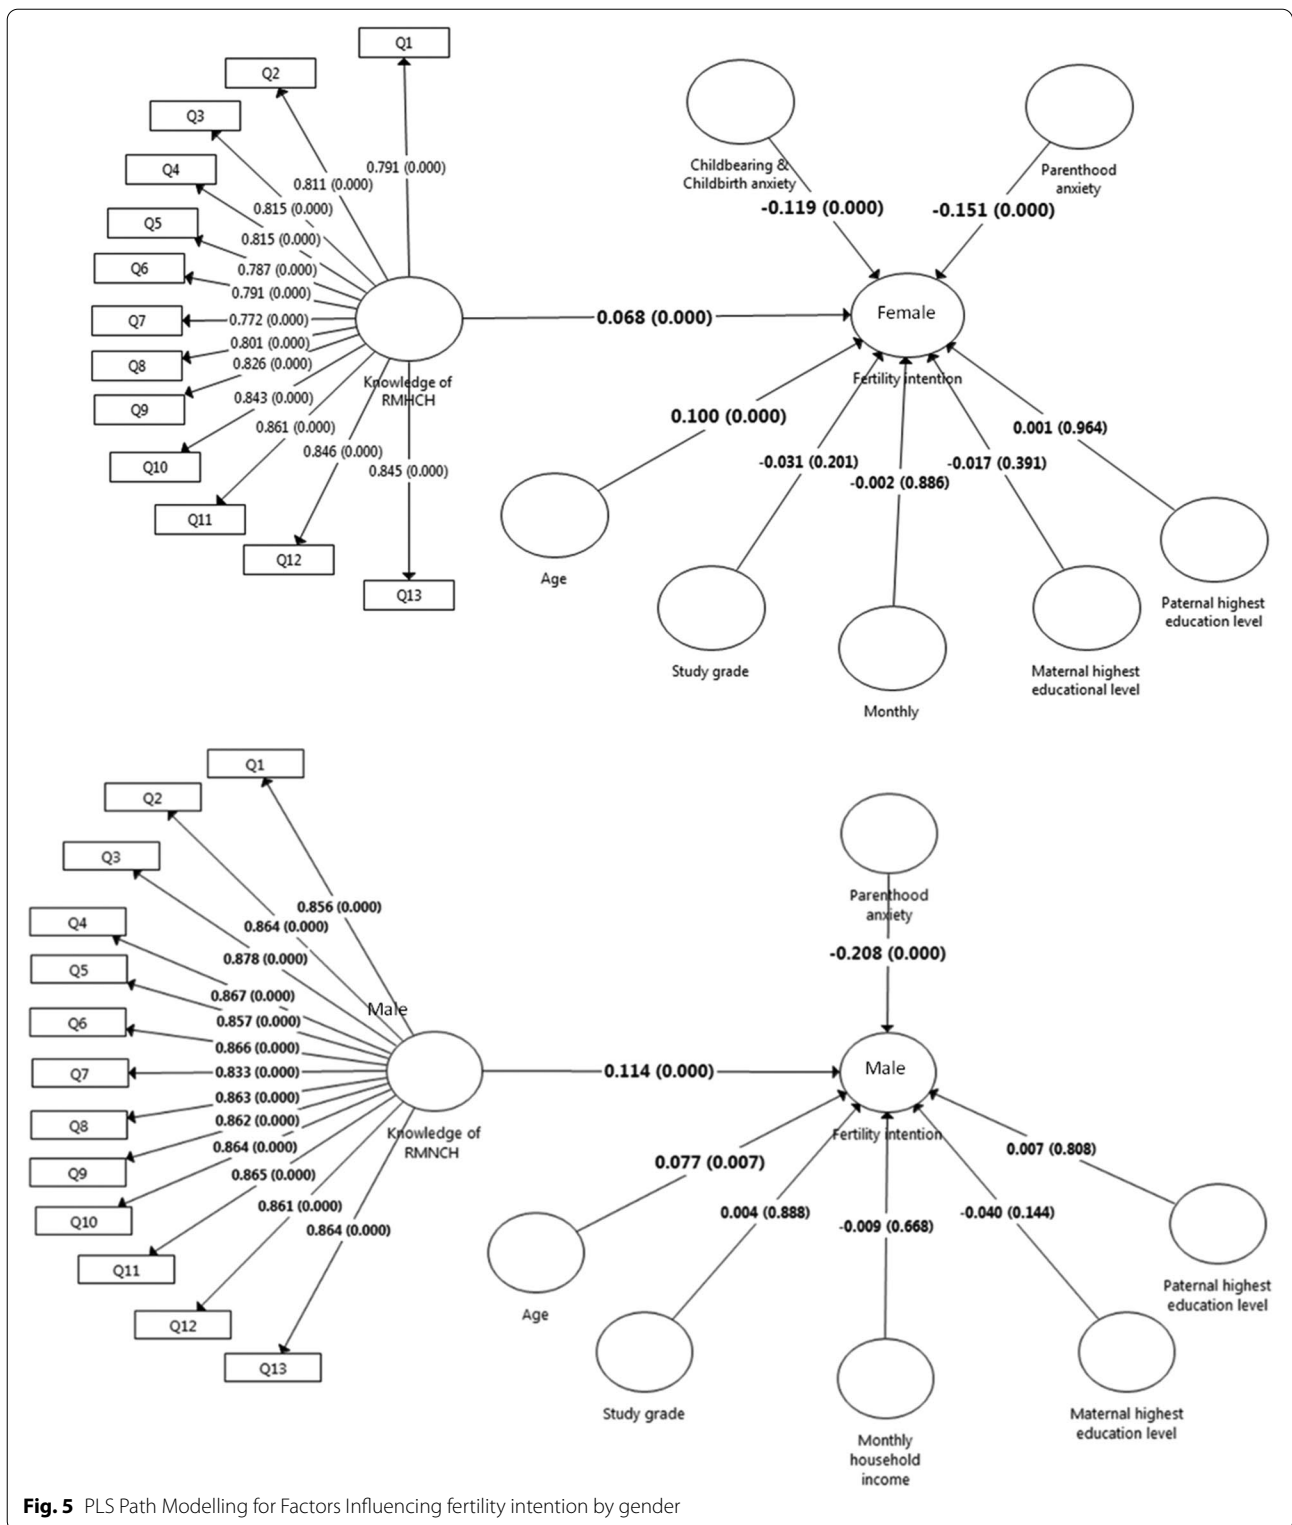 Q1
Q2
Q3
Q4
Q5
Q6
Q7
Q8
Q9
Q10
Q11
Q12
Q13
0.791 (0.000)
0.811 (0.000)
0.815 (0.000)
0.815 (0.000)
0.787 (0.000)
0.791 (0.000)
0.772 (0.000)
0.801 (0.000)
0.826 (0.000)
0.843 (0.000)
0.861 (0.000)
0.846 (0.000)
0.845 (0.000)
Knowledge of
RMHCH
0.068 (0.000)
Childbearing &
Childbirth anxiety
-0.119 (0.000)
Parenthood
anxiety
-0.151 (0.000)
Female
Fertility intention
0.100 (0.000)
-0.031 (0.201)
-0.002 (0.886)
-0.017 (0.391)
0.001 (0.964)
Age
Study grade
Monthly
Maternal highest
educational level
Paternal highest
education level
Q1
Q2
Q3
Q4
Q5
Q6
Q7
Q8
Q9
Q10
Q11
Q12
Q13
0.856 (0.000)
0.864 (0.000)
0.878 (0.000)
0.867 (0.000)
0.857 (0.000)
0.866 (0.000)
0.833 (0.000)
0.863 (0.000)
0.862 (0.000)
0.864 (0.000)
0.865 (0.000)
0.861 (0.000)
0.864 (0.000)
Male
Knowledge of
RMNCH
0.114 (0.000)
Parenthood
anxiety
-0.208 (0.000)
Male
Fertility intention
0.077 (0.007)
0.004 (0.888)
-0.009 (0.668)
-0.040 (0.144)
0.007 (0.808)
Age
Study grade
Monthly
household
income
Maternal highest
education level
Paternal highest
education level
Fig. 5 PLS Path Modelling for Factors Influencing fertility intention by gender